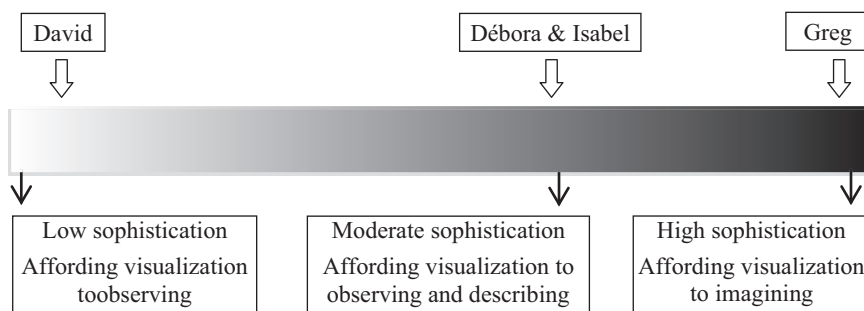 David
Débora & Isabel
Greg
Low sophistication
Affording visualization
toobserving
Moderate sophistication
Affording visualization to
observing and describing
High sophistication
Affording visualization
to imagining